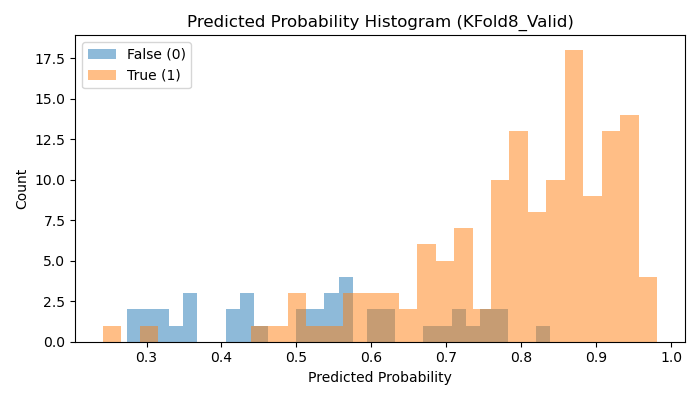 Predicted Probability Histogram (KFold8_Valid)
False (0)
True (1)
Count
17.5
15.0
12.5
10.0
7.5
5.0
2.5
0.0
0.3 0.4 0.5 0.6 0.7 0.8 0.9 1.0
Predicted Probability